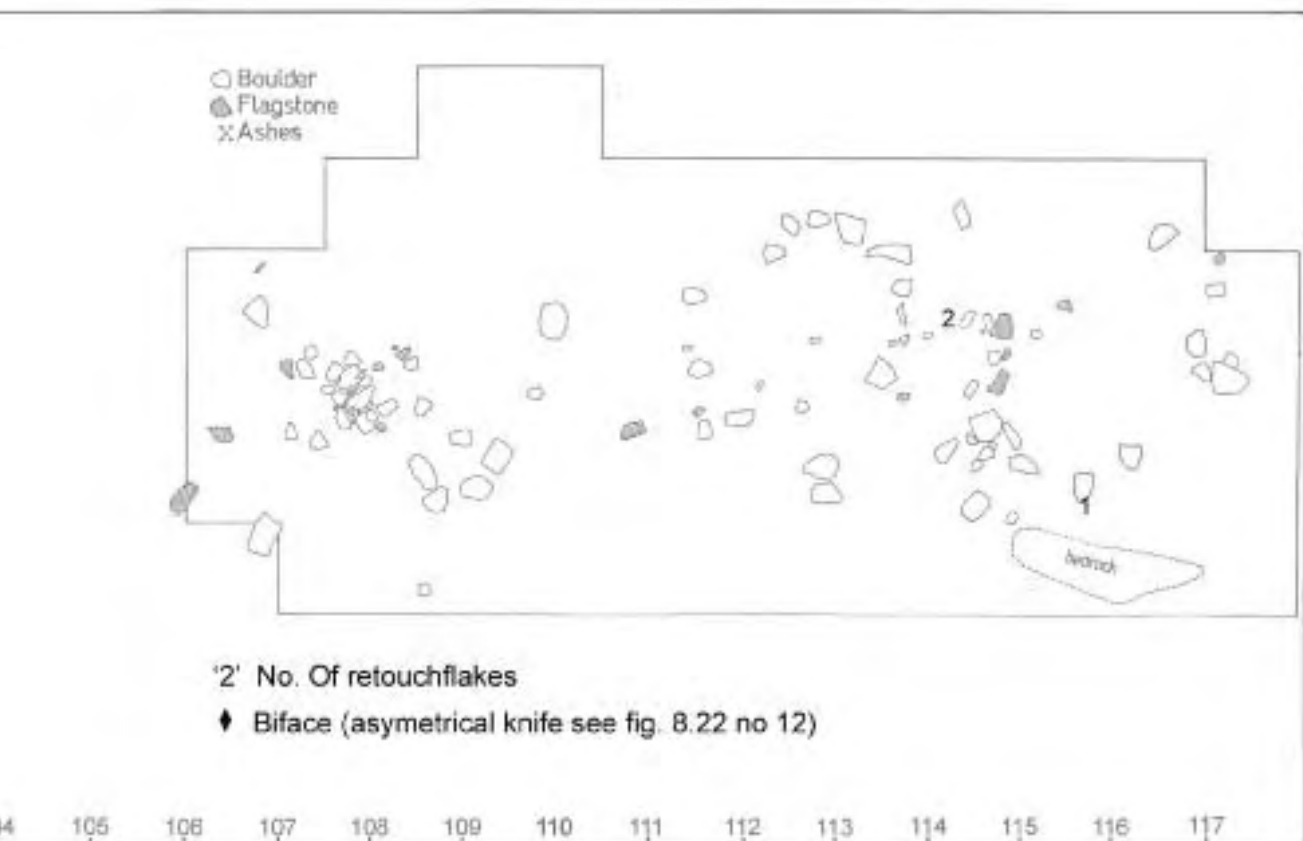 Boulder
Flagstone
Ashes
2
1
bedrock
'2' No. Of retouchflakes
Biface (asymetrical knife see fig. 8.22 no 12)
105 106 107 108 109 110 111 112 113 114 115 116 117